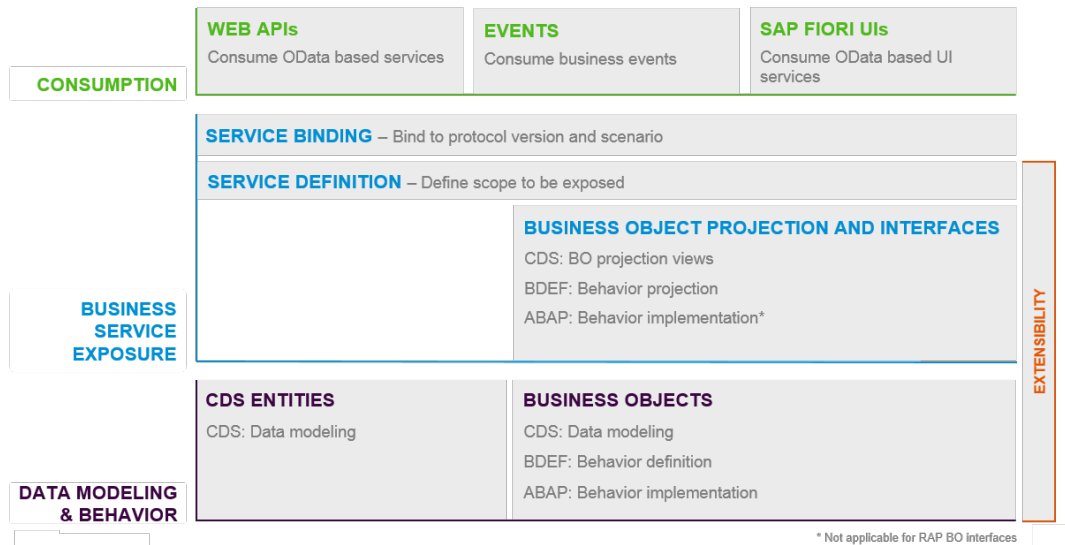 WEB APIs
Consume OData based services
EVENTS
Consume business events
SAP FIORI UIs
Consume OData based UI
services
CONSUMPTION
SERVICE BINDING – Bind to protocol version and scenario
SERVICE DEFINITION – Define scope to be exposed
BUSINESS OBJECT PROJECTION AND INTERFACES
CDS: BO projection views
BDEF: Behavior projection
ABAP: Behavior implementation*
BUSINESS
SERVICE
EXPOSURE
EXTENSIBILITY
CDS ENTITIES
CDS: Data modeling
BUSINESS OBJECTS
CDS: Data modeling
BDEF: Behavior definition
ABAP: Behavior implementation
DATA MODELING
& BEHAVIOR
* Not applicable for RAP BO interfaces